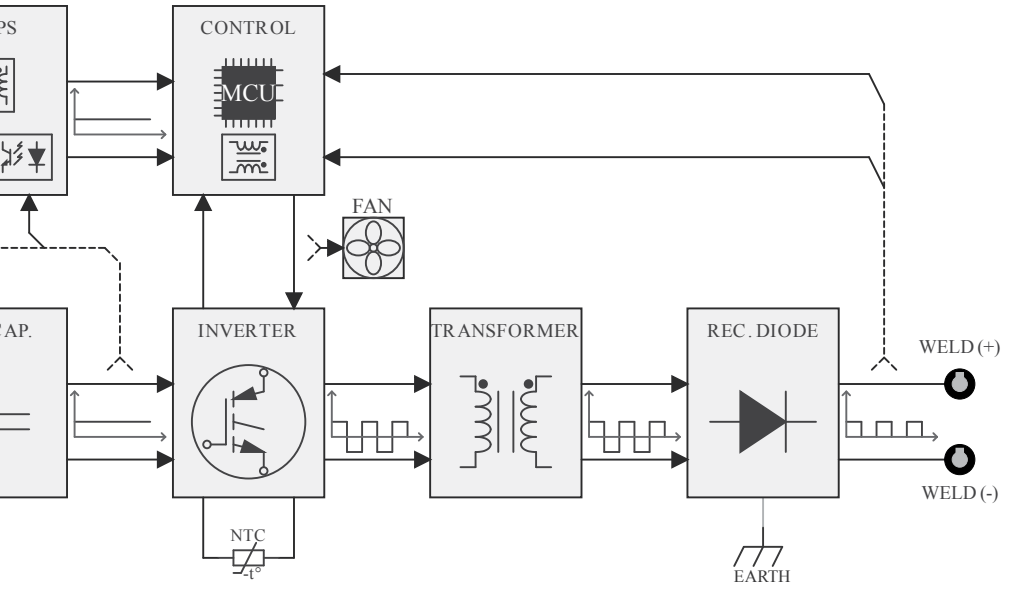 PS
CONTROL
MCU
FAN
AP.
INVERTER
TRANSFORMER
REC. DIODE
WELD (+)
WELD (-)
NTC
-t°
EARTH